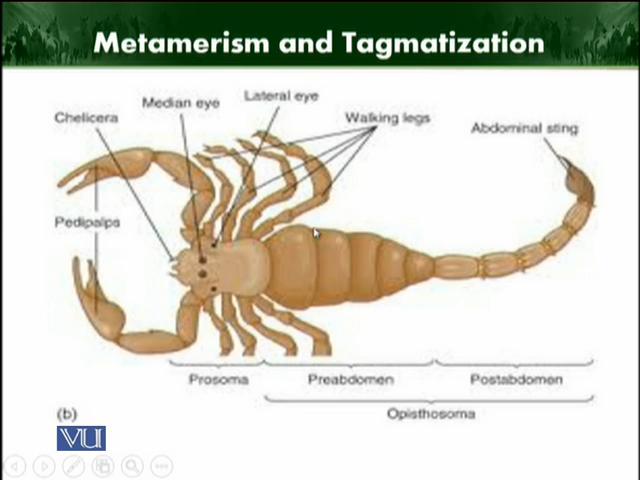 Metamerism and Tagmatization
Lateral eye
Median eye
Chelicera
Walking legs
Abdominal sting
Pedipalps
Prosoma
Preabdomen
Postabdomen
Opisthosoma
(b)
VU